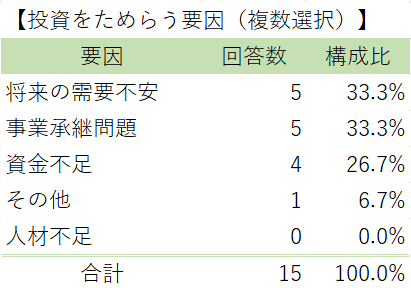 【投資をためらう要因（複数選択）】
要因 回答数 構成比
将来の需要不安 5 33.3%
事業承継問題 5 33.3%
資金不足 4 26.7%
その他 1 6.7%
人材不足 0 0.0%
合計 15 100.0%